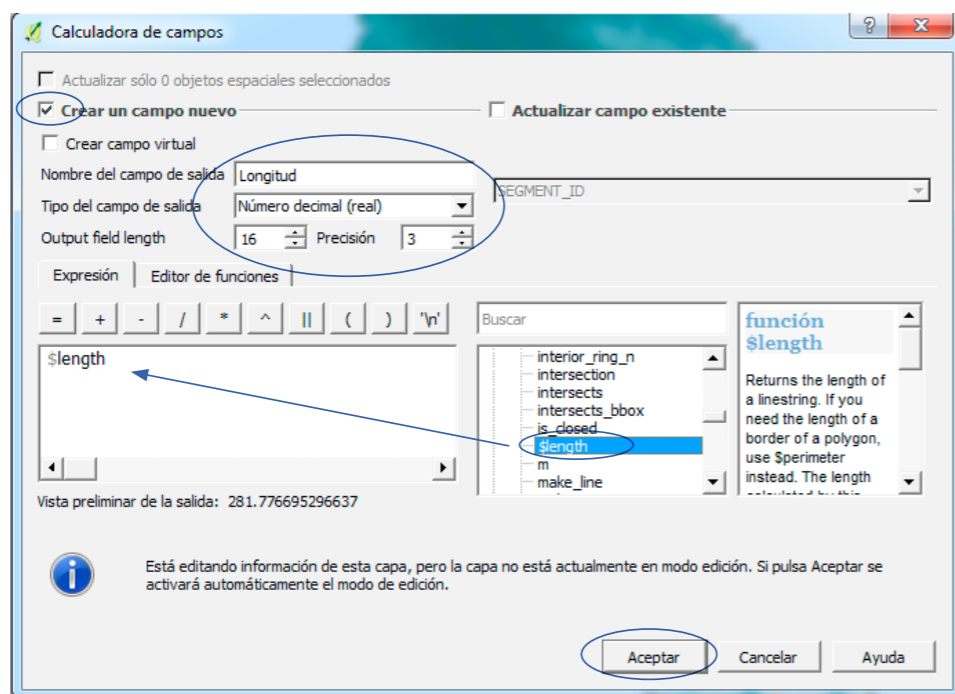 Calculadora de campos
Actualizar sólo 0 objetos espaciales seleccionados
Crear un campo nuevo
Actualizar campo existente
Crear campo virtual
Nombre del campo de salida Longitud
SEGMENT_ID
Tipo del campo de salida Número decimal (real)
Output field length 16 Precisión 3
Expresión Editor de funciones
= + - / * ^ || ( ) '\n'
Buscar
$length
interior_ring_n
intersection
intersects
intersects_bbox
is_closed
$length
m
make_line
función
$length
Returns the length of
a linestring. If you
need the length of a
border of a polygon,
use $perimeter
instead. The length
Vista preliminar de la salida: 281.776695296637
Está editando información de esta capa, pero la capa no está actualmente en modo edición. Si pulsa Aceptar se
activará automáticamente el modo de edición.
Aceptar Cancelar Ayuda